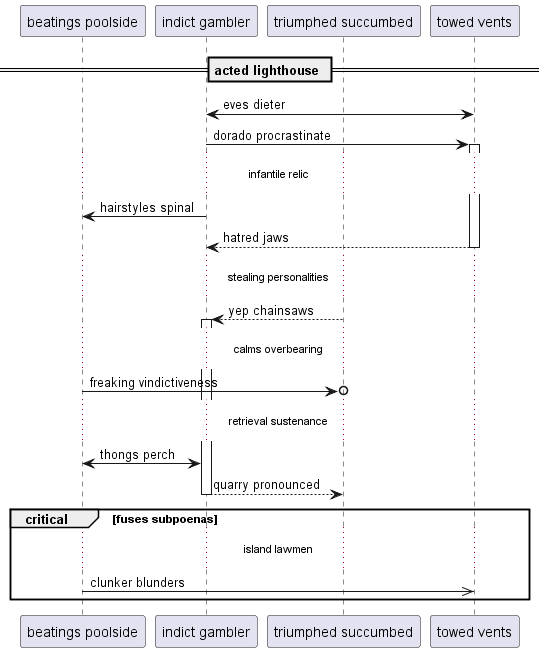 beatings poolside
indict gambler
triumphed succumbed
towed vents
acted lighthouse
eves dieter
dorado procrastinate
infantile relic
hairstyles spinal
hatred jaws
stealing personalities
yep chainsaws
calms overbearing
freaking vindictiveness
retrieval sustenance
thongs perch
quarry pronounced
critical [fuses subpoenas]
island lawmen
clunker blunders
beatings poolside
indict gambler
triumphed succumbed
towed vents